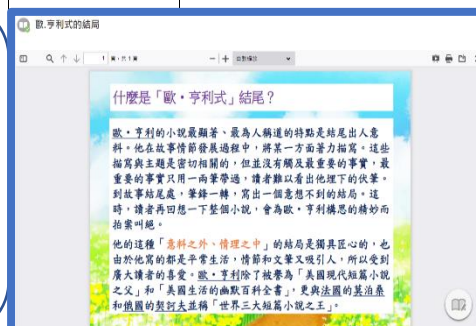 歐.亨利式的結局
1
頁，共 1 頁
自動縮放
什麼是「歐‧亨利式」結尾？
歐‧亨利的小說最顯著、最為人稱道的特點是結尾出人意
料。他在故事情節發展過程中，將某一方面著力描寫。這些
描寫與主題是密切相關的，但並沒有觸及最重要的事實，最
重要的事實只用一兩筆帶過，讀者難以看出他埋下的伏筆。
到故事結尾處，筆鋒一轉，寫出一個意想不到的結局。這
時，讀者再回想一下整個小說，會為歐‧亨利構思的精妙而
拍案叫絕。
他的這種「意料之外、情理之中」的結局是獨具匠心的，也
由於他寫的都是平常生活，情節和文筆又吸引人，所以受到
廣大讀者的喜愛。歐‧亨利除了被譽為「美國現代短篇小說
之父」和「美國生活的幽默百科全書」，更與法國的莫泊桑
和俄國的契訶夫並稱「世界三大短篇小說之王」。